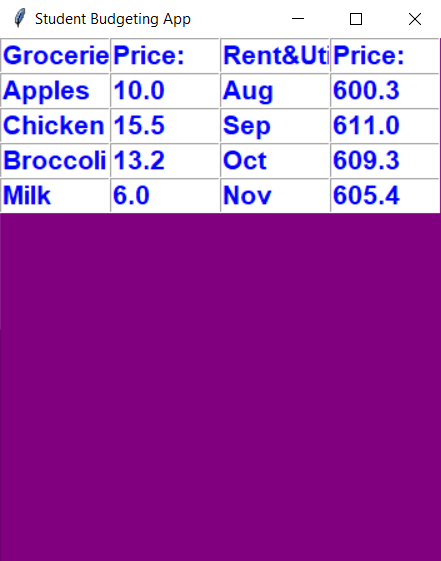 Student Budgeting App
Grocerie Price: Rent&Uti Price:
Apples 10.0 Aug 600.3
Chicken 15.5 Sep 611.0
Broccoli 13.2 Oct 609.3
Milk 6.0 Nov 605.4